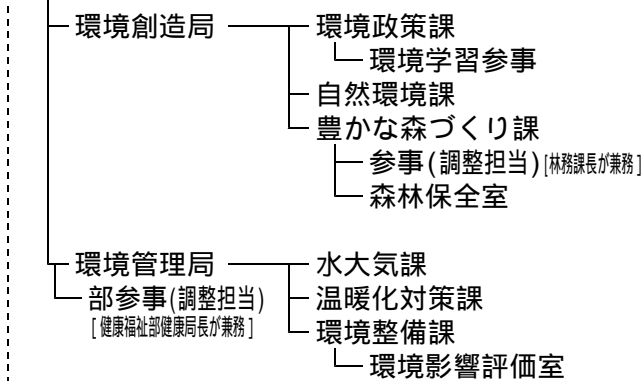 環境創造局
環境政策課
環境学習参事
自然環境課
豊かな森づくり課
参事(調整担当)[林務課長が兼務]
森林保全室
環境管理局
部参事(調整担当)
[健康福祉部健康局長が兼務]
水大気課
温暖化対策課
環境整備課
環境影響評価室